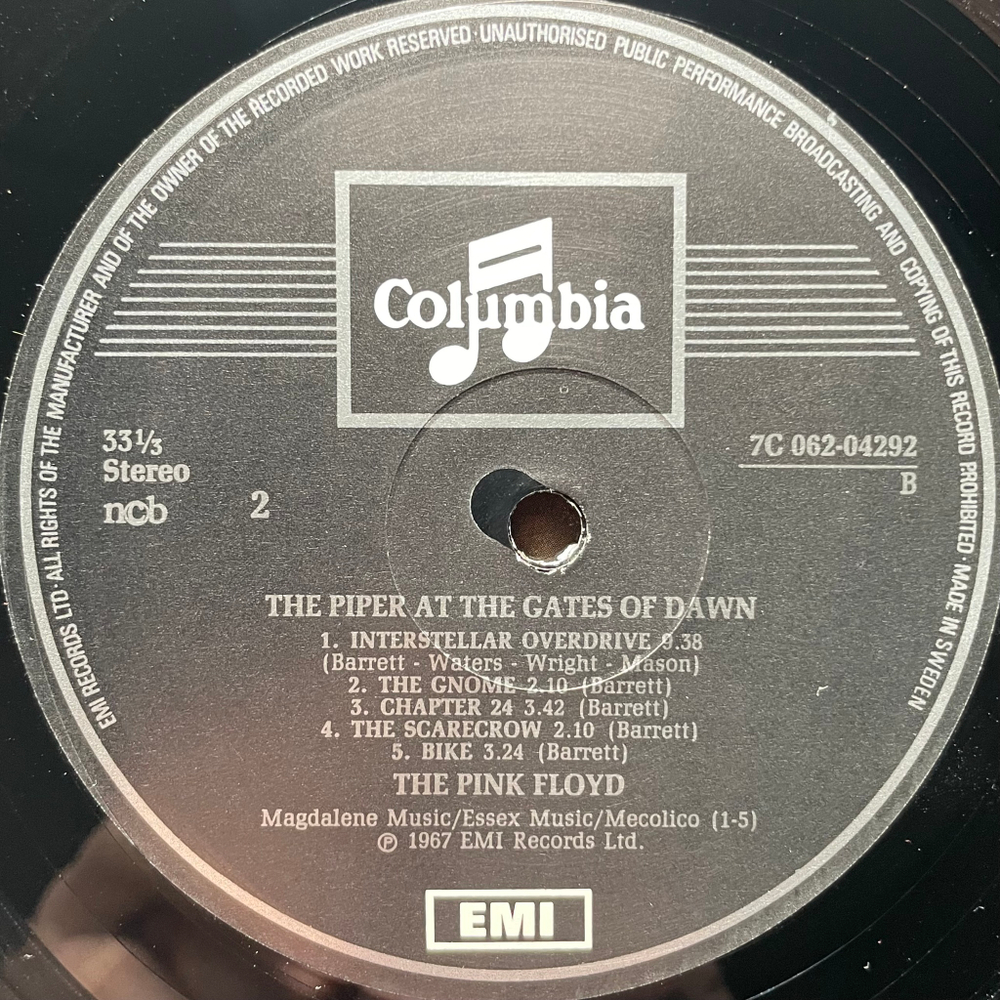 EMI RECORDS LTD · ALL RIGHTS OF THE MANUFACTURER AND OF THE OWNER OF THE RECORDED WORK RESERVED · UNAUTHORISED PUBLIC PERFORMANCE BROADCASTING AND COPYING OF THIS RECORD PROHIBITED · MADE IN SWEDEN
Columbia
33 1/3
Stereo
ncb
2
7C 062-04292
B
THE PIPER AT THE GATES OF DAWN
1. INTERSTELLAR OVERDRIVE 9.38
(Barrett - Waters - Wright - Mason)
2. THE GNOME 2.10 (Barrett)
3. CHAPTER 24 3.42 (Barrett)
4. THE SCARECROW 2.10 (Barrett)
5. BIKE 3.24 (Barrett)
THE PINK FLOYD
Magdalene Music/Essex Music/Mecolico (1-5)
℗ 1967 EMI Records Ltd.
EMI